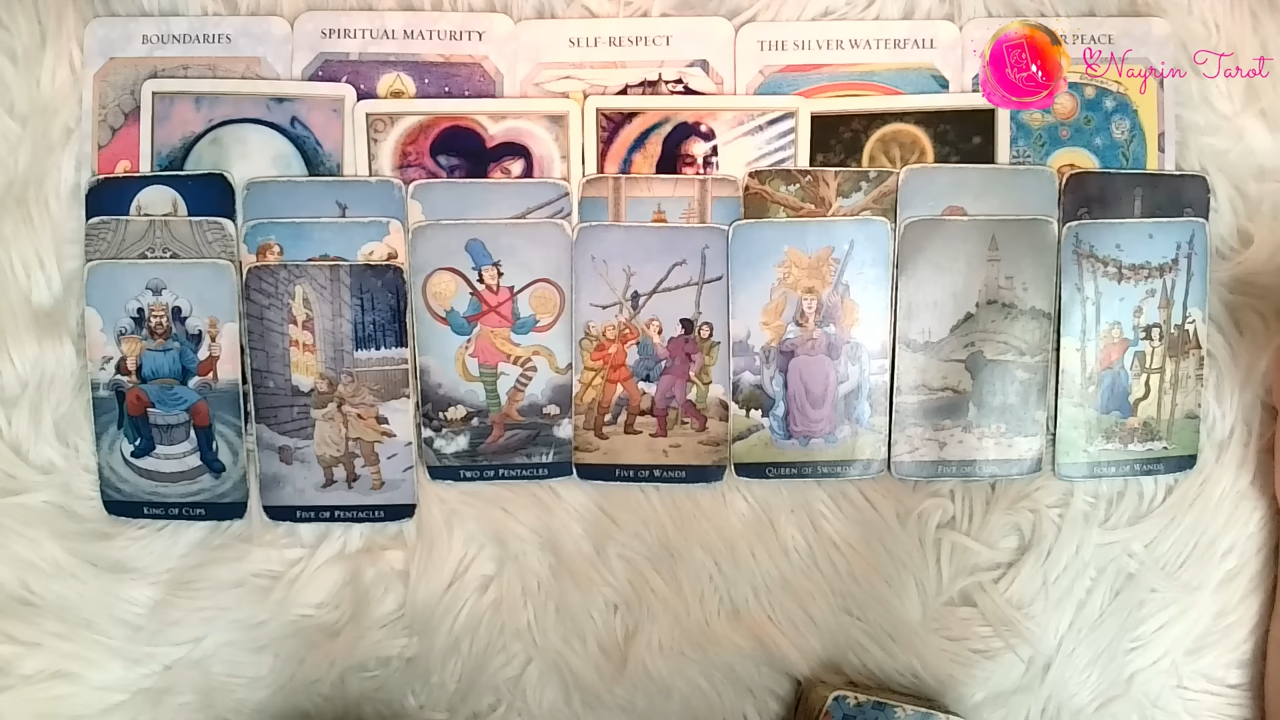 BOUNDARIES
SPIRITUAL MATURITY
SELF-RESPECT
THE SILVER WATERFALL
PEACE
Nayrin Tarot
KING OF CUPS
FIVE OF PENTACLES
TWO OF PENTACLES
FIVE OF WANDS
QUEEN OF SWORDS
FIVE OF CUPS
FOUR OF WANDS